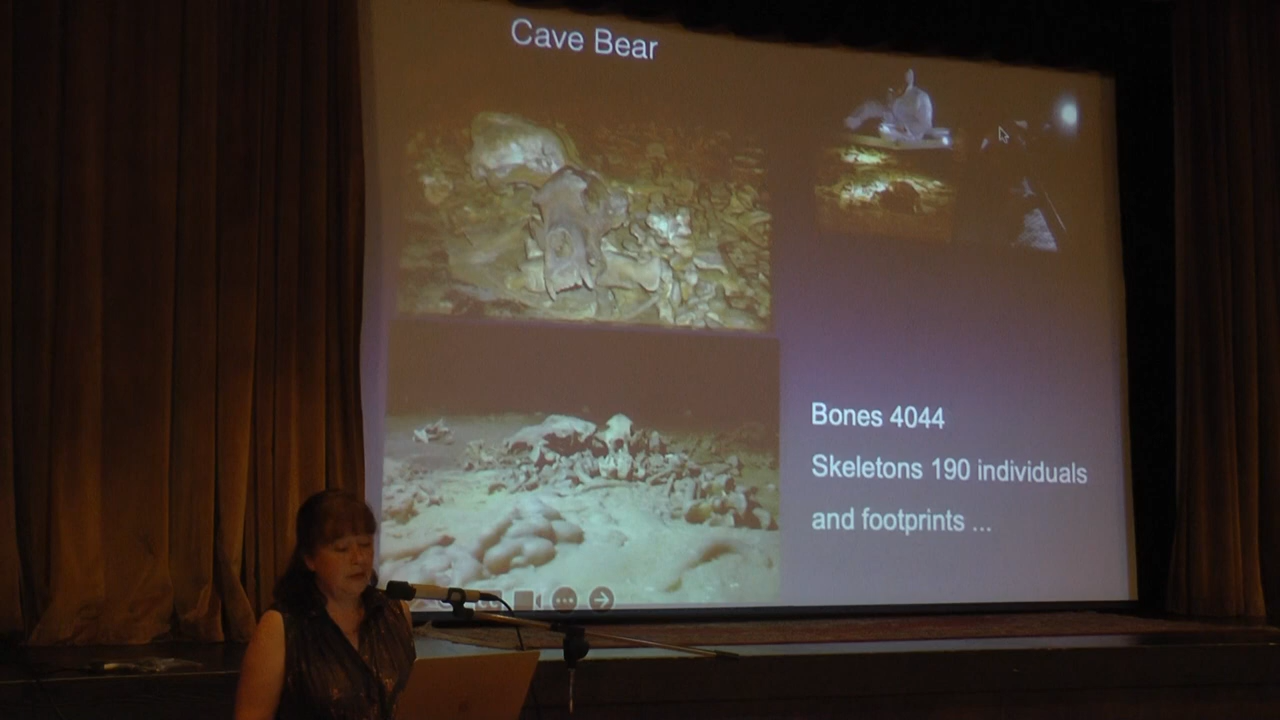 Cave Bear
Bones 4044
Skeletons 190 individuals
and footprints ...